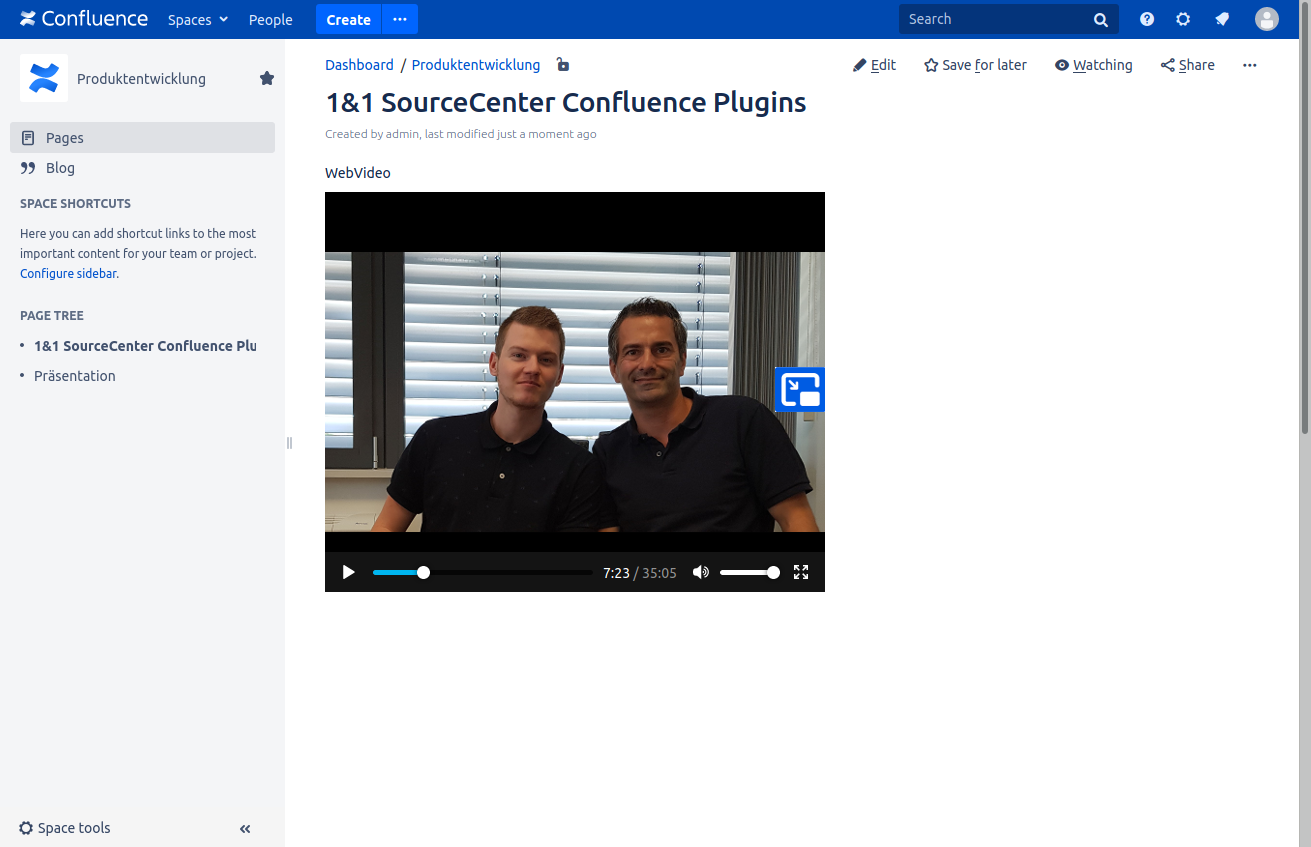 Confluence Spaces People Create ··· Search
Produktentwicklung
Pages
Blog
SPACE SHORTCUTS
Here you can add shortcut links to the most
important content for your team or project.
Configure sidebar.
PAGE TREE
• 1&1 SourceCenter Confluence Plu
• Präsentation
Space tools
Dashboard / Produktentwicklung
Edit Save for later Watching Share ···
1&1 SourceCenter Confluence Plugins
Created by admin, last modified just a moment ago
WebVideo
7:23 / 35:05